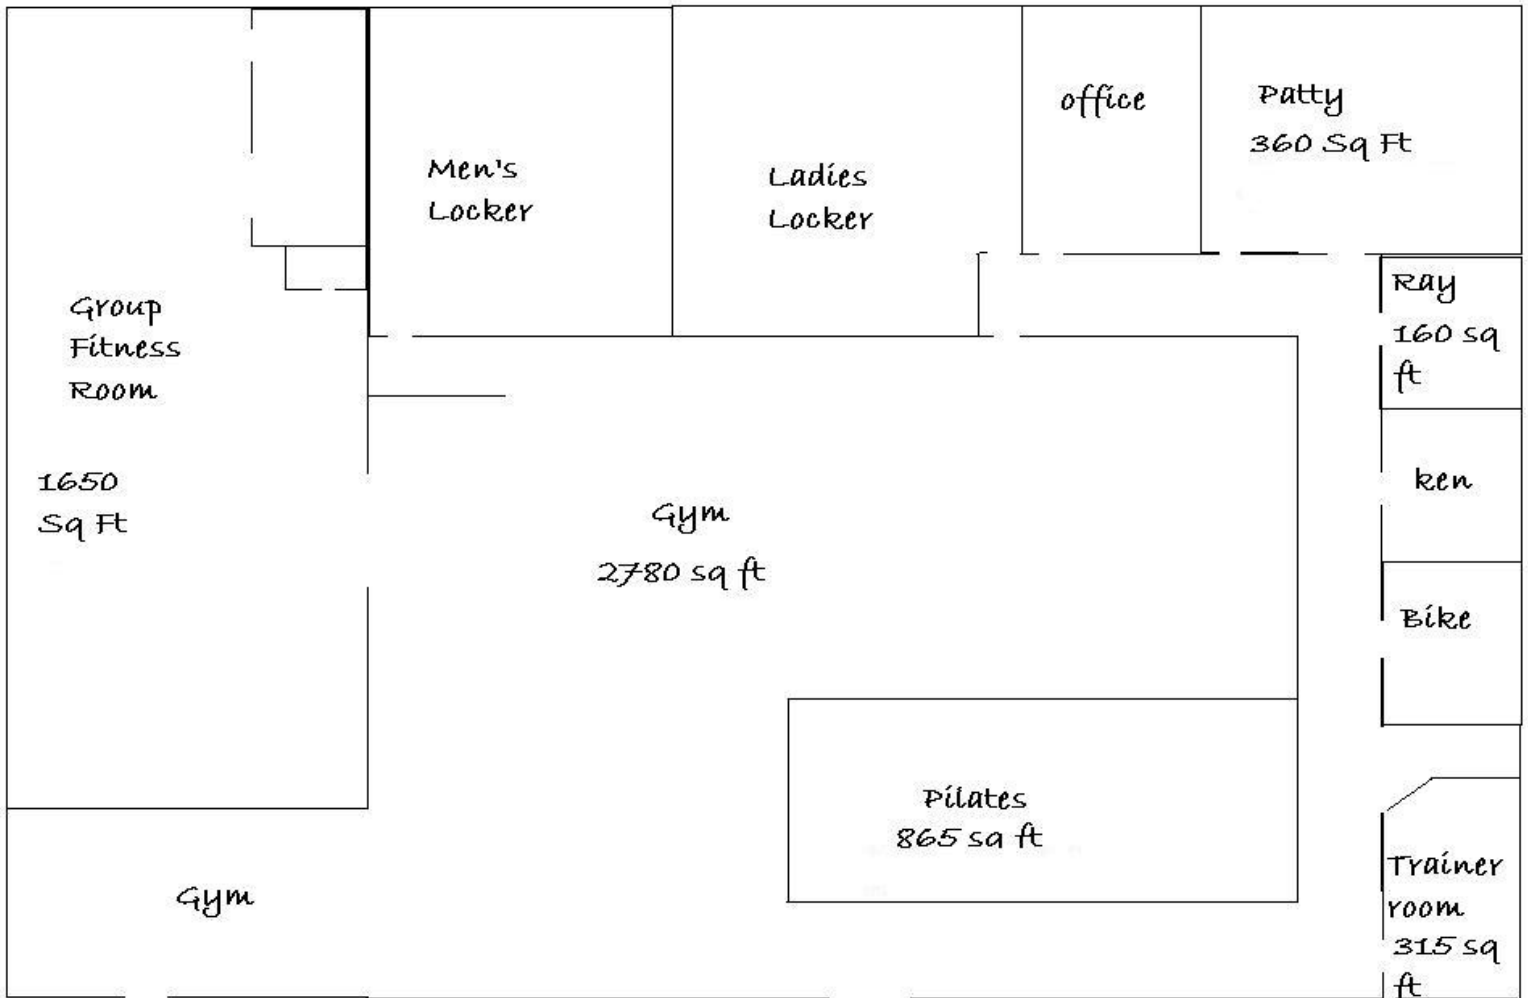 office
Patty
360 Sq Ft
Men's
Locker
Ladies
Locker
Ray
160 sq
ft
Group
Fitness
Room
1650
Sq Ft
ken
Gym
2780 sq ft
Bike
Pilates
865 sq ft
Gym
Trainer
room
315 sq
ft